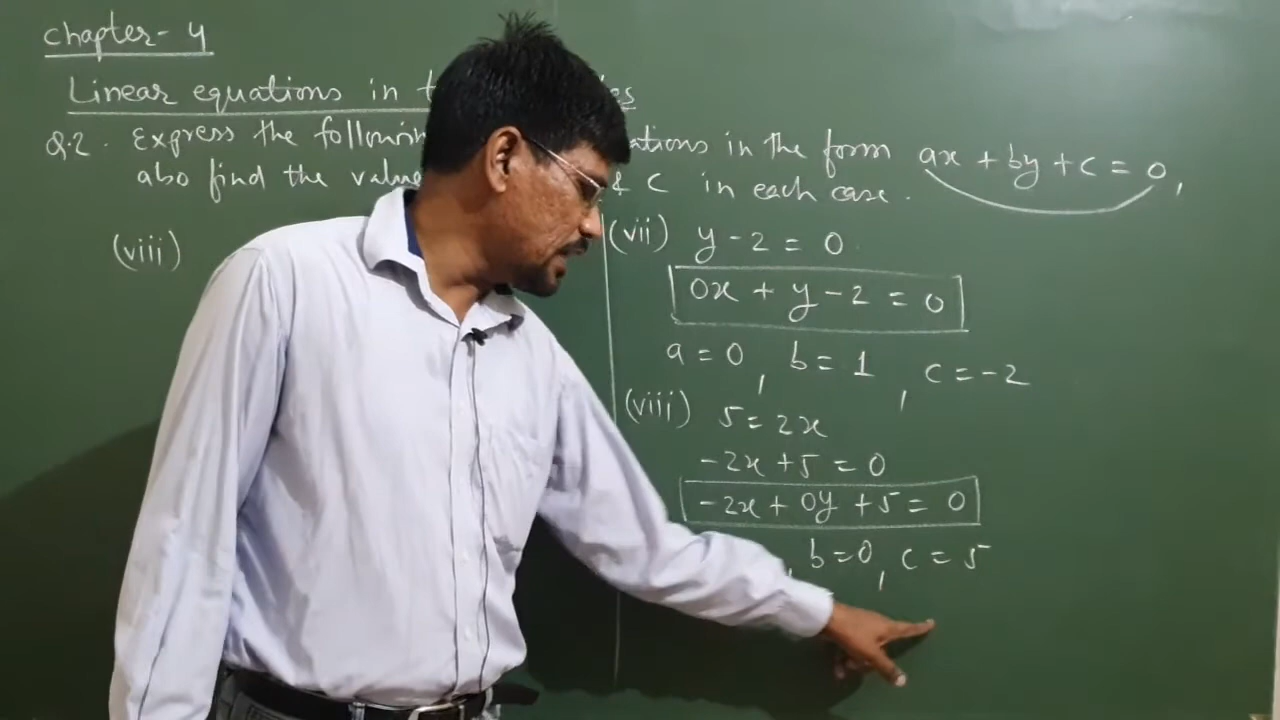 Chapter-4
Linear equations in t es
Q.2. Express the following ations in the form ax + by + c = 0,
also find the value & c in each case.
(viii)
(vii) y - 2 = 0
0x + y - 2 = 0
a = 0, b = 1, c = -2
(viii) 5 = 2x
-2x + 5 = 0
-2x + 0y + 5 = 0
, b = 0, c = 5